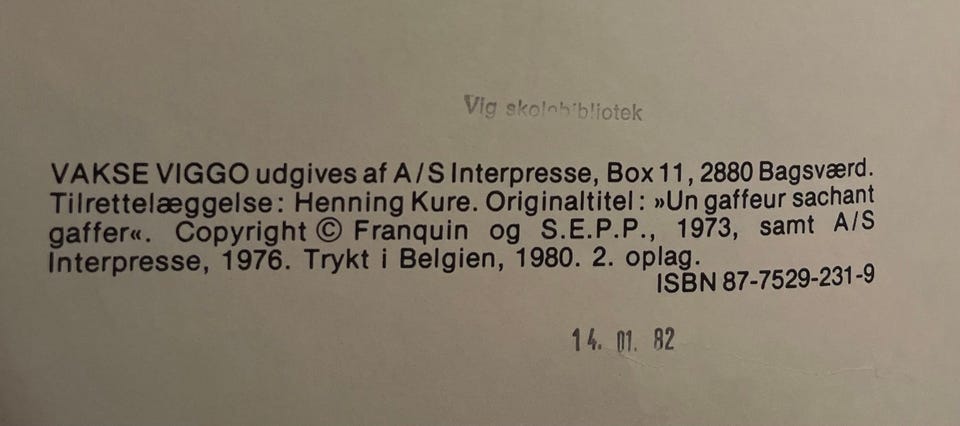 Vig skolebibliotek
VAKSE VIGGO udgives af A/S Interpresse, Box 11, 2880 Bagsværd.
Tilrettelæggelse: Henning Kure. Originaltitel: »Un gaffeur sachant
gaffer«. Copyright © Franquin og S.E.P.P., 1973, samt A/S
Interpresse, 1976. Trykt i Belgien, 1980. 2. oplag.
ISBN 87-7529-231-9
14. 01. 82